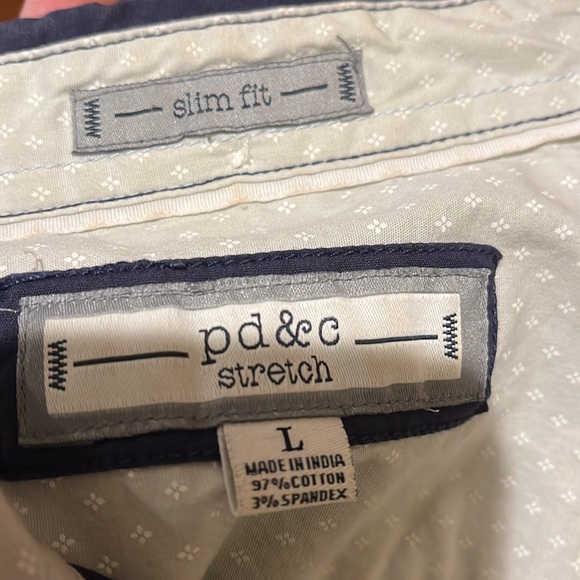 slim fit
pd&c
stretch
L
MADE IN INDIA
97% COTTON
3% SPANDEX